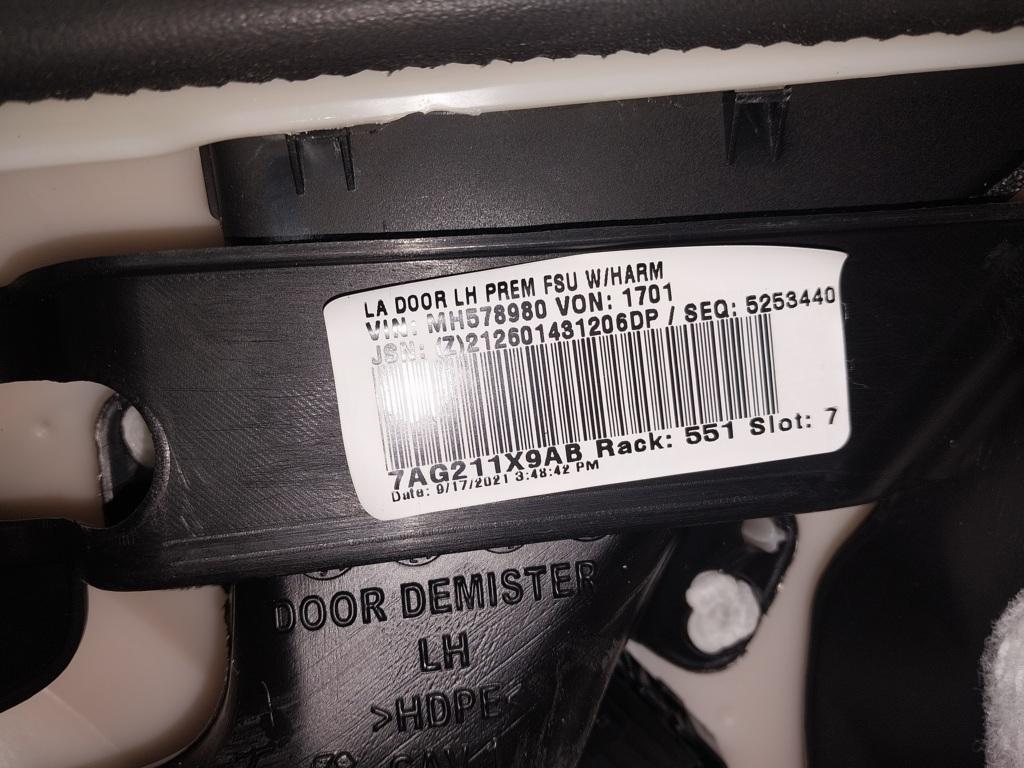 LA DOOR LH PREM FSU W/HARM
VIN: MH578980 VON: 1701
JSN: (Z)212601431206DP / SEQ: 5253440
7AG211X9AB Rack: 551 Slot: 7
Date: 9/17/2021 3:48:42 PM
DOOR DEMISTER
LH
>HDPE<